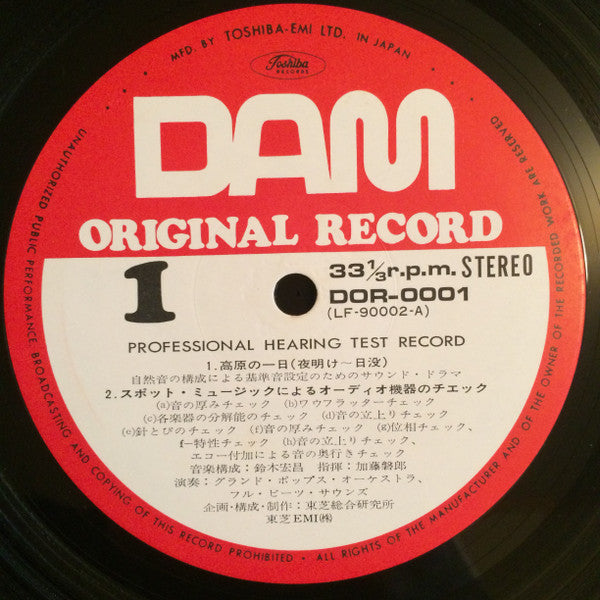 MFD. BY TOSHIBA-EMI LTD. IN JAPAN
Toshiba
RECORDS
DAM
ORIGINAL RECORD
1
33⅓r.p.m. STEREO
DOR-0001
(LF-90002-A)
PROFESSIONAL HEARING TEST RECORD
1.高原の一日(夜明け〜日没)
自然音の構成による基準音設定のためのサウンド・ドラマ
2.スポット・ミュージックによるオーディオ機器のチェック
(a)音の厚みチェック (b)ワウフラッターチェック
(c)各楽器の分解能のチェック (d)音の立上りチェック
(e)針とびのチェック (f)音の厚みチェック (g)位相チェック、
f-特性チェック (h)音の立上りチェック、
エコー付加による音の奥行きチェック
音楽構成:鈴木宏昌 指揮:加藤磐郎
演奏:グランド・ポップス・オーケストラ、
フル・ビーツ・サウンズ
企画・構成・制作:東芝総合研究所
東芝EMI㈱
UNAUTHORIZED PUBLIC PERFORMANCE, BROADCASTING AND COPYING OF THIS RECORD PROHIBITED • ALL RIGHTS OF THE MANUFACTURER AND OF THE OWNER OF THE RECORDED WORK ARE RESERVED